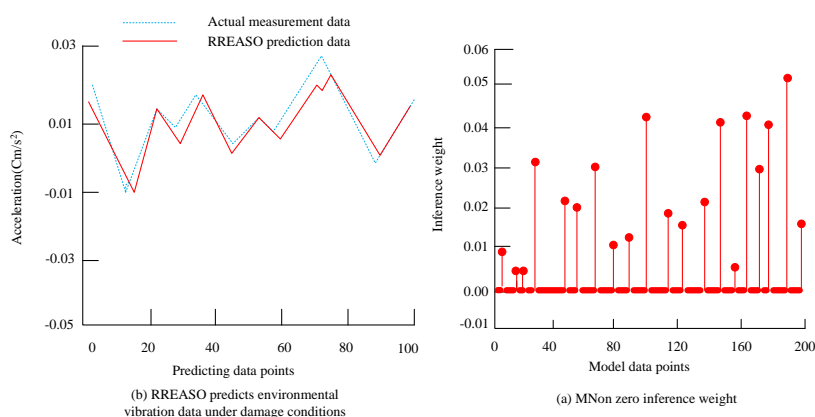 Actual measurement data
RREASO prediction data
0.03
0.01
-0.01
-0.03
-0.05
Acceleration(Cm/s²)
0 20 40 60 80 100
Predicting data points
(b) RREASO predicts environmental
vibration data under damage conditions
0.06
0.05
0.04
0.03
0.02
0.01
0.00
-0.01
Inference weight
0 40 80 120 160 200
Model data points
(a) MNon zero inference weight